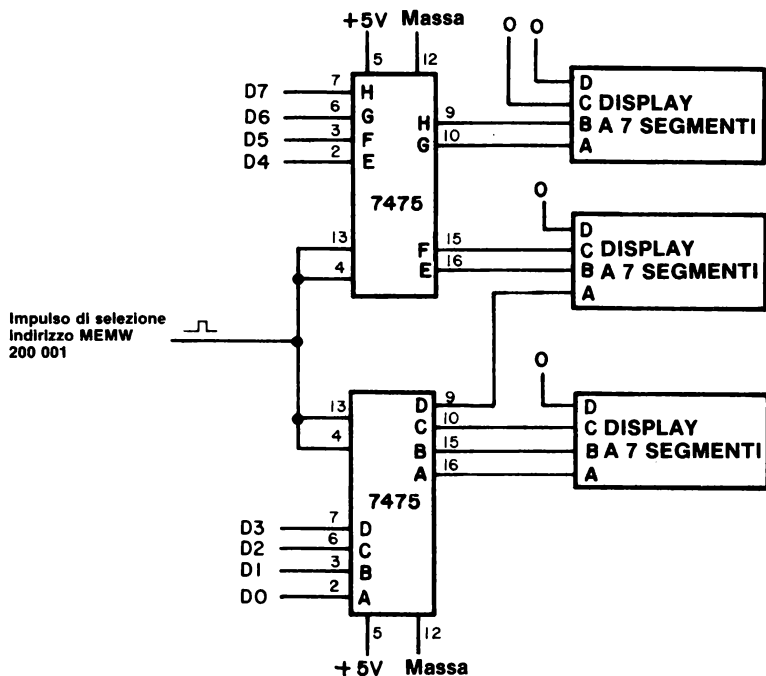 +5V Massa
5 12
O O
D7 7 H
D6 6 G
D5 3 F
D4 2 E
H 9
G 10
D
C DISPLAY
B A 7 SEGMENTI
A
7475
13
4
F 15
E 16
O
D
C DISPLAY
B A 7 SEGMENTI
A
Impulso di selezione
indirizzo MEMW
200 001
13
4
D 9
C 10
B 15
A 16
O
D
C DISPLAY
B A 7 SEGMENTI
A
7475
D3 7 D
D2 6 C
D1 3 B
D0 2 A
5 12
+5V Massa